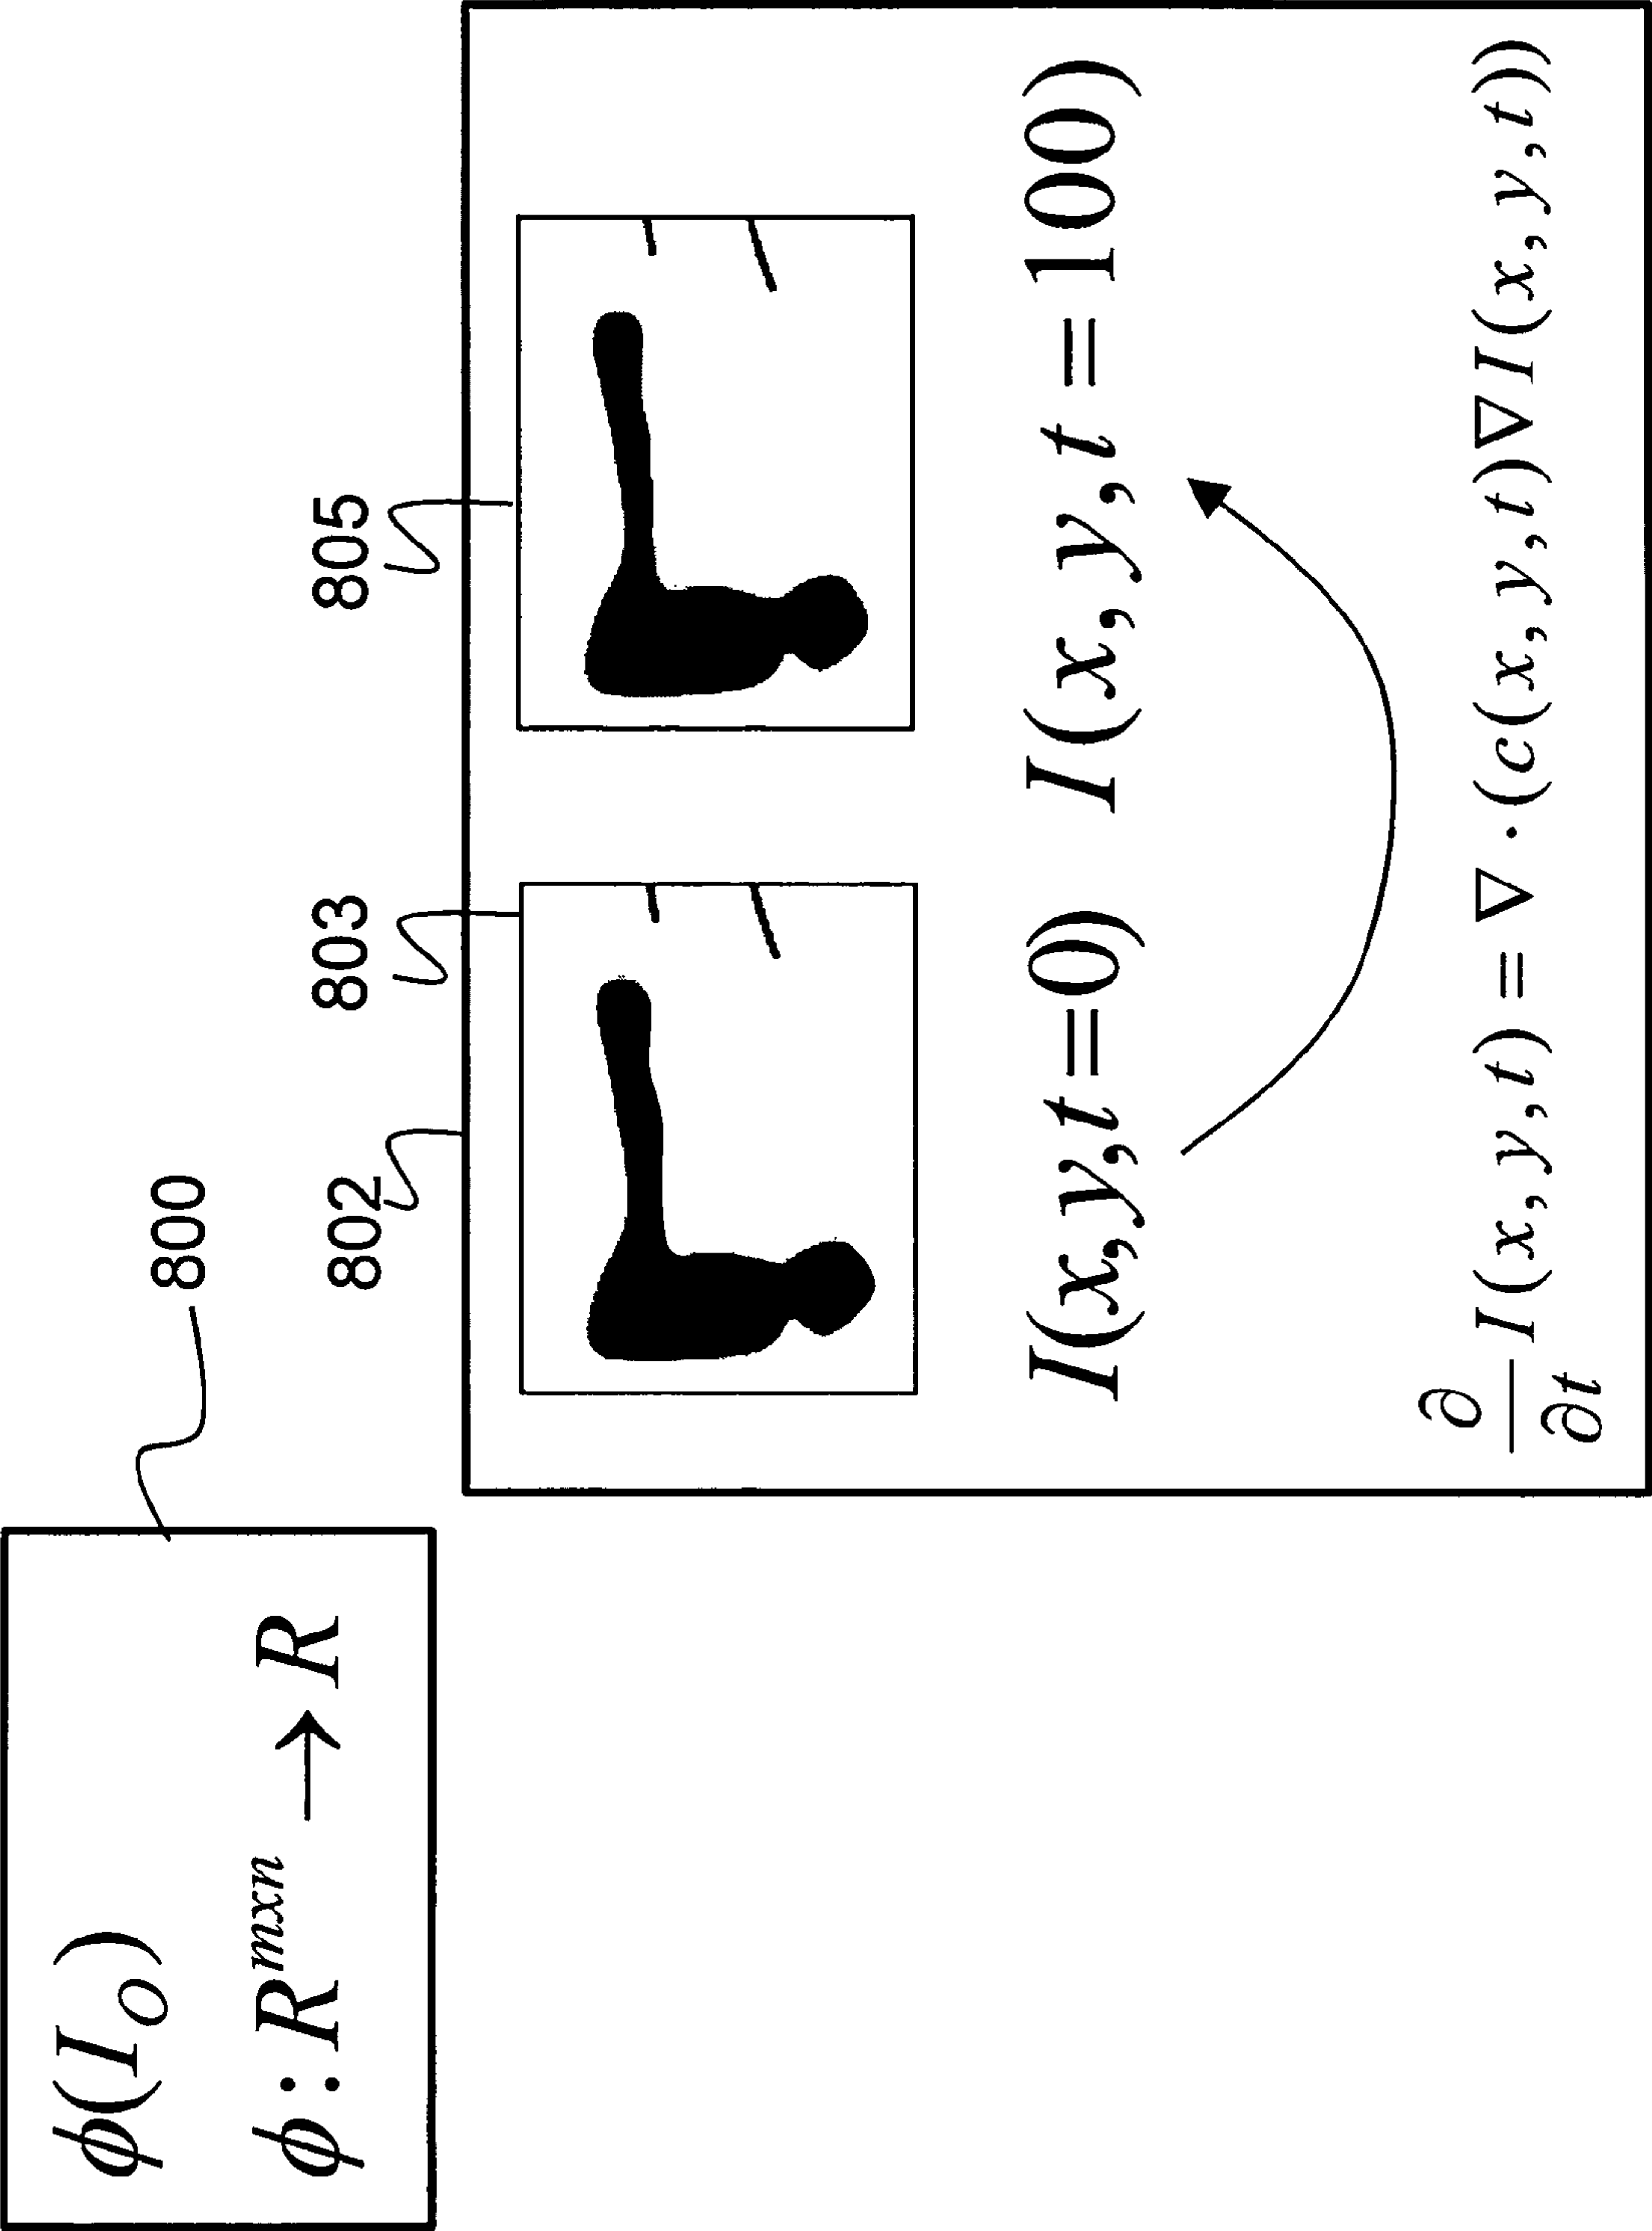 ϕ(I_O)
ϕ : R^{mxn} → R
800
802
803
805
I(x,y,t=0)
I(x,y,t=100)
∂/∂t I(x,y,t) = ∇·(c(x,y,t)∇I(x,y,t))